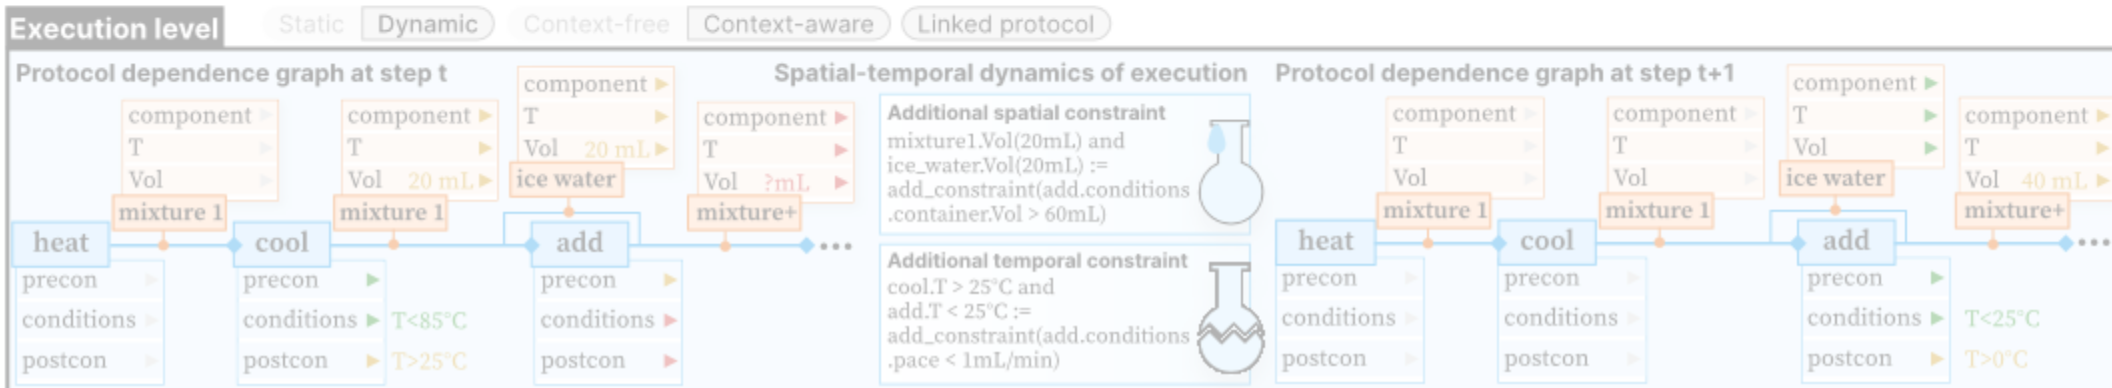 Execution level
Static Dynamic Context-free Context-aware Linked protocol
Protocol dependence graph at step t
component
T
Vol
mixture 1
component
T
Vol 20 mL
mixture 1
component
T
Vol 20 mL
ice water
component
T
Vol ?mL
mixture+
heat
cool
add
...
precon
conditions
postcon
precon
conditions T<85°C
postcon T>25°C
precon
conditions
postcon
Spatial-temporal dynamics of execution
Additional spatial constraint
mixture1.Vol(20mL) and
ice_water.Vol(20mL) :=
add_constraint(add.conditions
.container.Vol > 60mL)
Additional temporal constraint
cool.T > 25°C and
add.T < 25°C :=
add_constraint(add.conditions
.pace < 1mL/min)
Protocol dependence graph at step t+1
component
T
Vol
mixture 1
component
T
Vol
mixture 1
component
T
Vol
ice water
component
T
Vol 40 mL
mixture+
heat
cool
add
...
precon
conditions
postcon
precon
conditions
postcon
precon
conditions T<25°C
postcon T>0°C